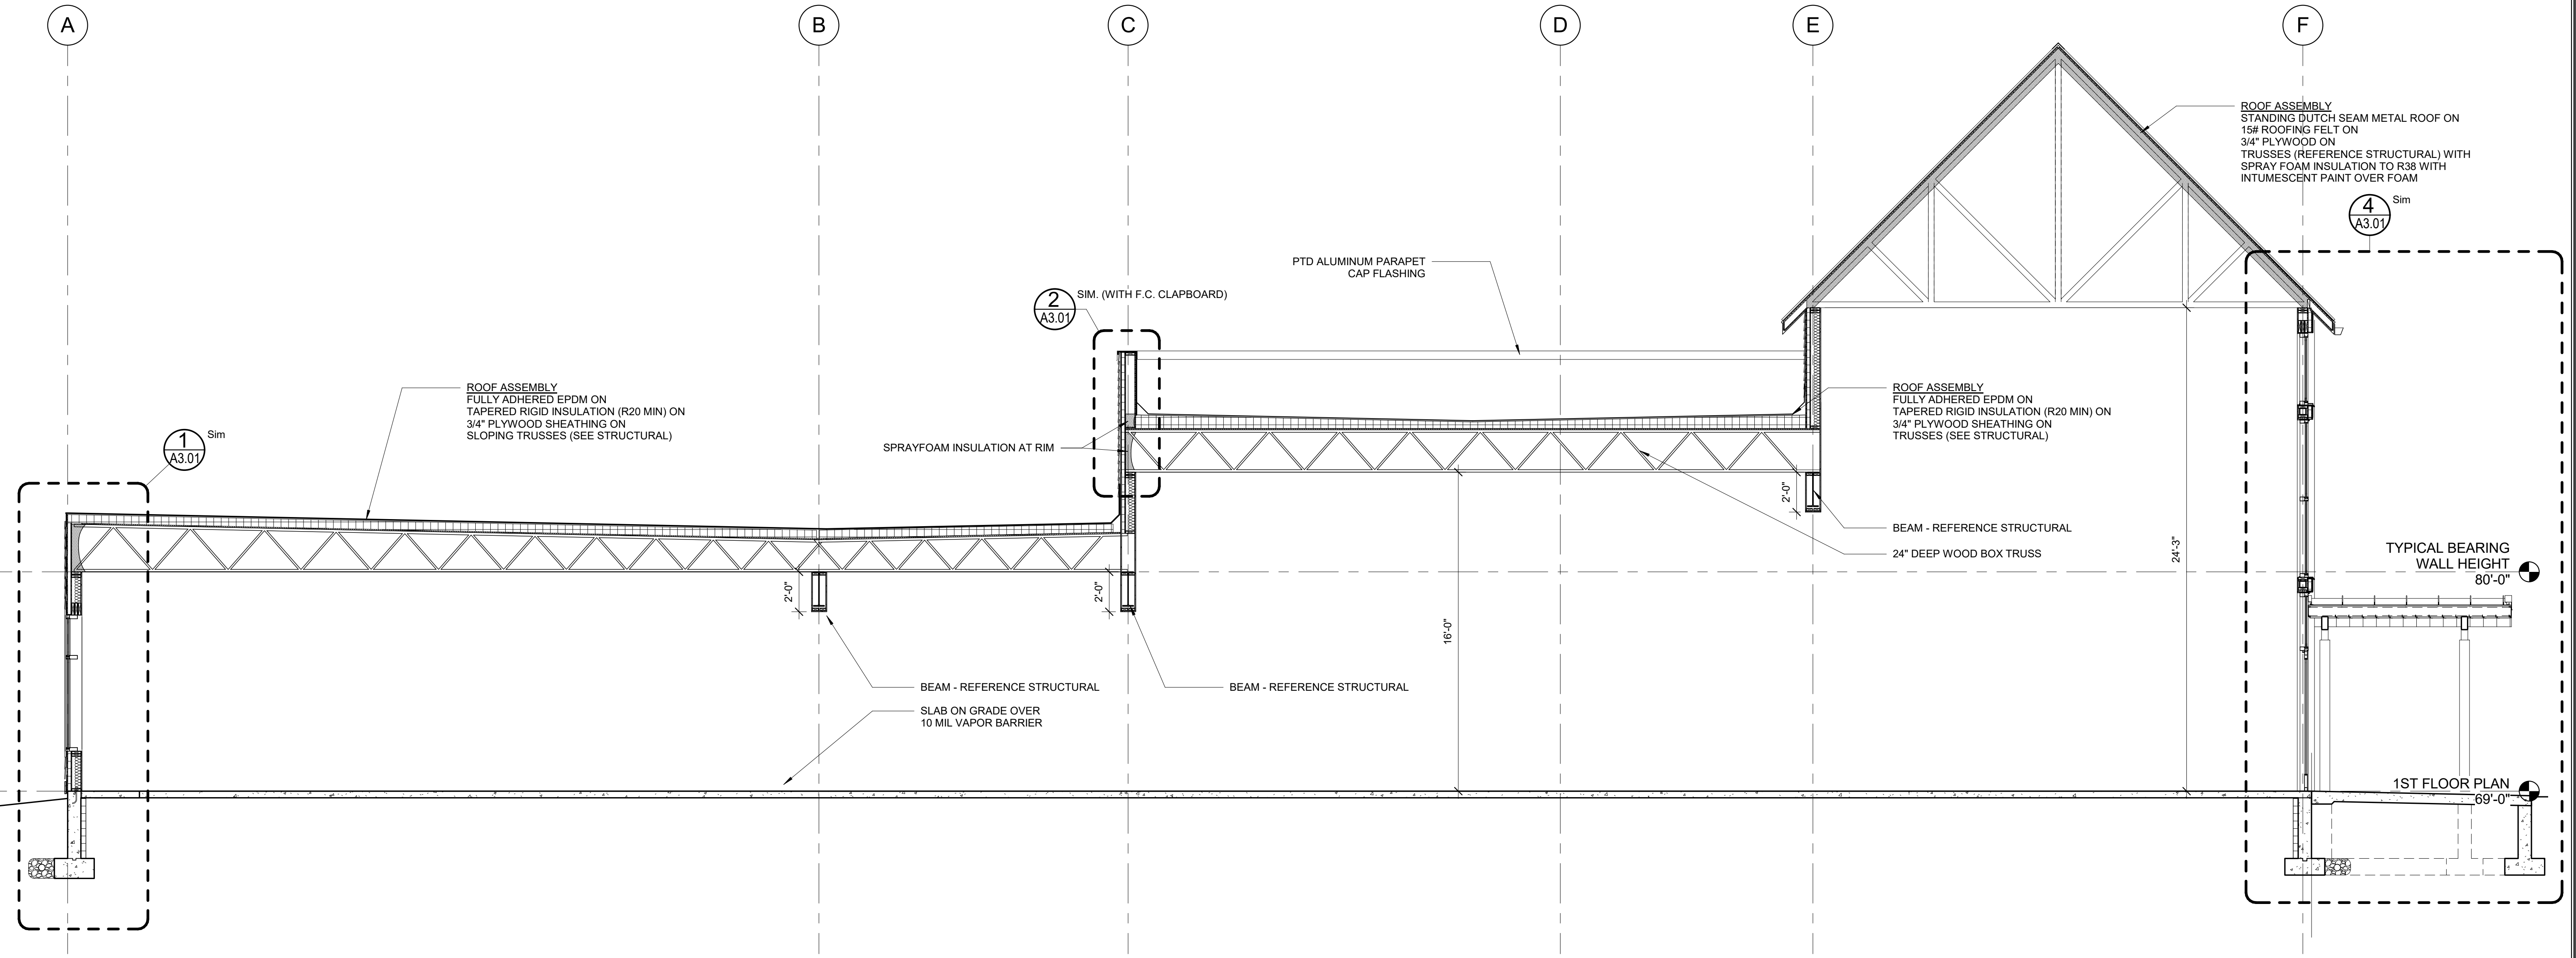 A
B
C
D
E
F
ROOF ASSEMBLY
STANDING DUTCH SEAM METAL ROOF ON
15# ROOFING FELT ON
3/4" PLYWOOD ON
TRUSSES (REFERENCE STRUCTURAL) WITH
SPRAY FOAM INSULATION TO R38 WITH
INTUMESCENT PAINT OVER FOAM
4
A3.01
Sim
PTD ALUMINUM PARAPET
CAP FLASHING
2
A3.01
SIM. (WITH F.C. CLAPBOARD)
ROOF ASSEMBLY
FULLY ADHERED EPDM ON
TAPERED RIGID INSULATION (R20 MIN) ON
3/4" PLYWOOD SHEATHING ON
SLOPING TRUSSES (SEE STRUCTURAL)
1
A3.01
Sim
SPRAYFOAM INSULATION AT RIM
ROOF ASSEMBLY
FULLY ADHERED EPDM ON
TAPERED RIGID INSULATION (R20 MIN) ON
3/4" PLYWOOD SHEATHING ON
TRUSSES (SEE STRUCTURAL)
2'-0"
BEAM - REFERENCE STRUCTURAL
24" DEEP WOOD BOX TRUSS
24'-3"
TYPICAL BEARING
WALL HEIGHT
80'-0"
2'-0"
2'-0"
16'-0"
BEAM - REFERENCE STRUCTURAL
BEAM - REFERENCE STRUCTURAL
SLAB ON GRADE OVER
10 MIL VAPOR BARRIER
1ST FLOOR PLAN
69'-0"